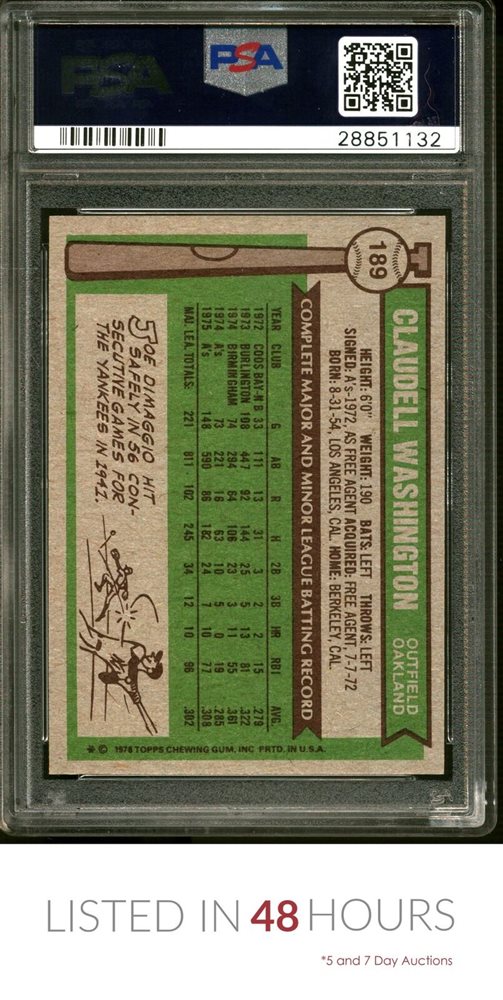 PSA
PSA
28851132
189
CLAUDELL WASHINGTON
OUTFIELD
OAKLAND
HEIGHT: 6'0" WEIGHT: 190 BATS: LEFT THROWS: LEFT
SIGNED: A's-1972, AS FREE AGENT ACQUIRED: FREE AGENT, 7-7-72
BORN: 8-31-54, LOS ANGELES, CAL. HOME: BERKELEY, CAL.
COMPLETE MAJOR AND MINOR LEAGUE BATTING RECORD
YEAR CLUB G AB R H 2B 3B HR RBI AVG.
1972 COOS BAY-N B 33 111 13 31 3 2 2 15 .279
1973 BURLINGTON 108 447 92 144 25 5 13 81 .322
1974 BIRMINGHAM 74 294 64 106 23 3 11 55 .361
1974 A's 73 221 16 63 10 5 0 19 .285
1975 A's 148 590 86 182 24 7 10 77 .308
MAJ. LEA. TOTALS: 221 811 102 245 34 12 10 96 .302
JOE DIMAGGIO HIT
SAFELY IN 56 CON-
SECUTIVE GAMES FOR
THE YANKEES IN 1941.
* © 1976 TOPPS CHEWING GUM, INC PRTD. IN U.S.A.
LISTED IN 48 HOURS
*5 and 7 Day Auctions